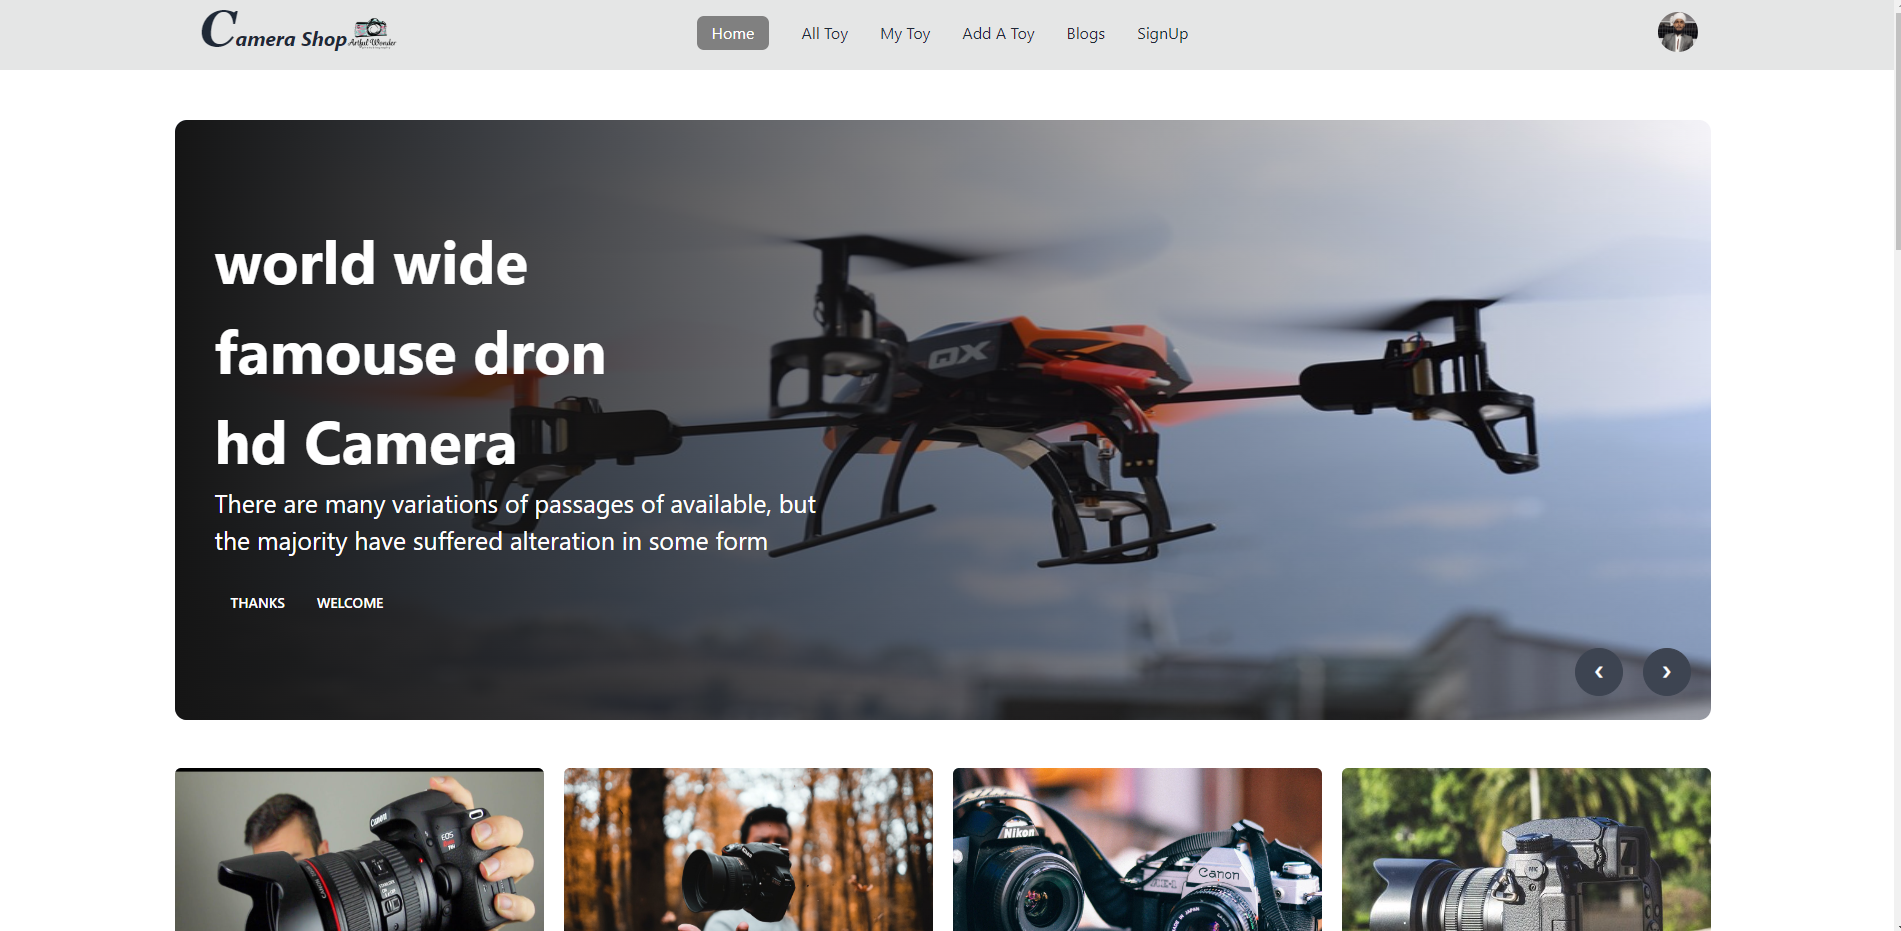 Camera Shop
Artful Wonder
Home
All Toy
My Toy
Add A Toy
Blogs
SignUp
world wide
famouse dron
hd Camera
There are many variations of passages of available, but
the majority have suffered alteration in some form
THANKS
WELCOME
QX
‹
›
Canon
EOS
Nikon
Canon